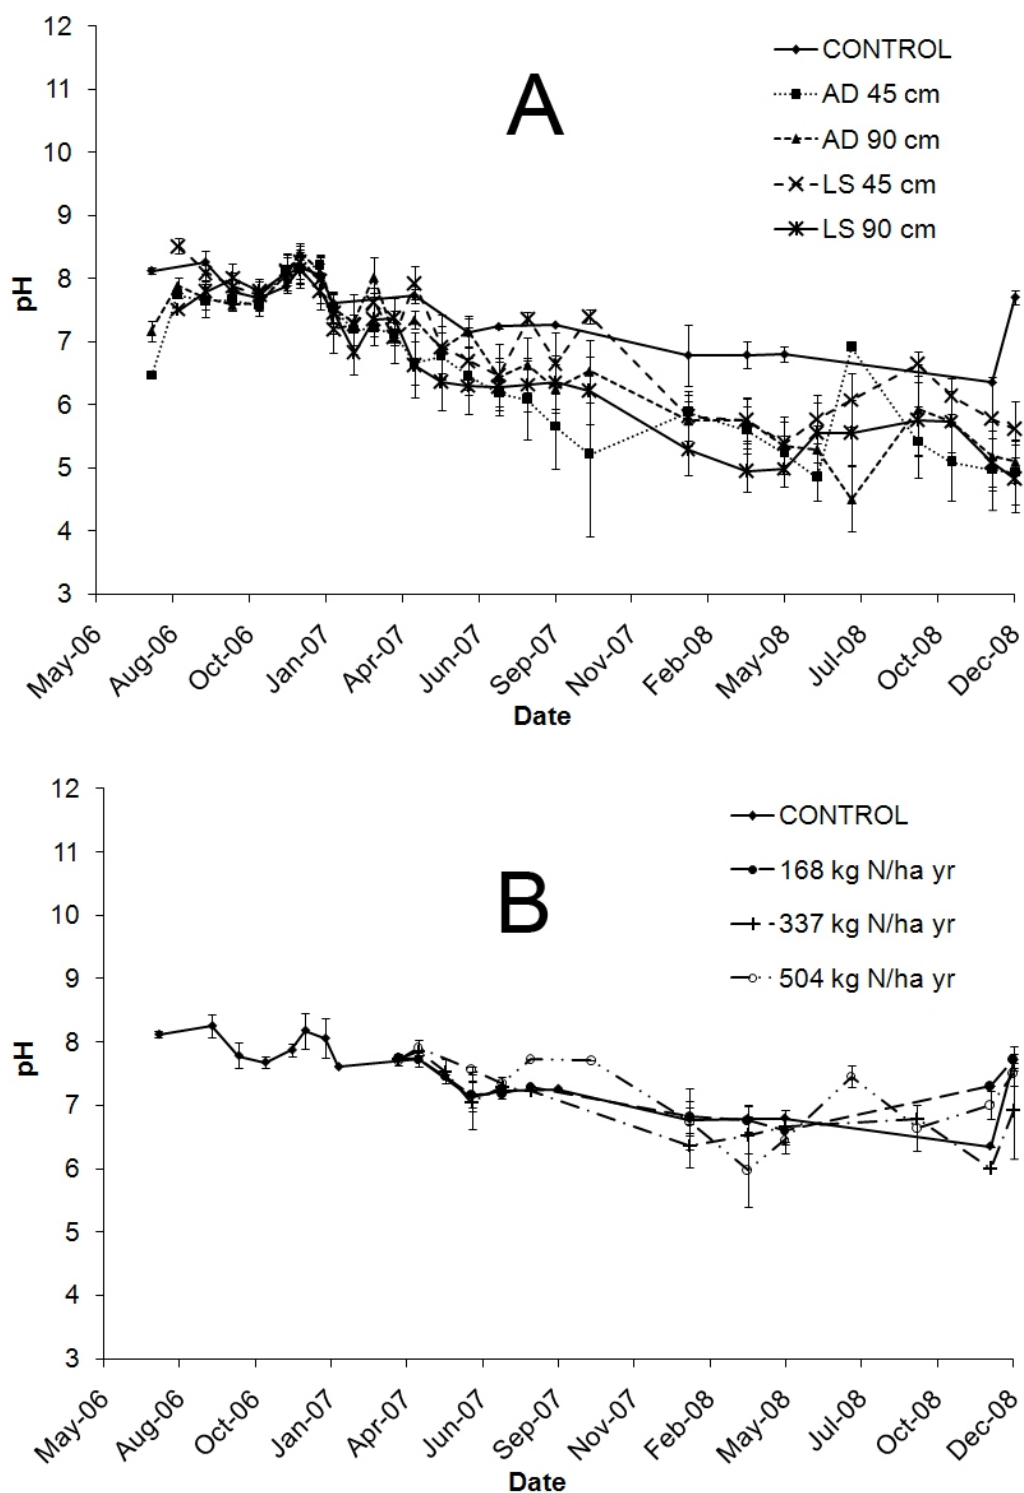 12
11
10
9
8
7
6
5
4
3
pH
A
CONTROL
AD 45 cm
AD 90 cm
LS 45 cm
LS 90 cm
May-06
Aug-06
Oct-06
Jan-07
Apr-07
Jun-07
Sep-07
Nov-07
Feb-08
May-08
Jul-08
Oct-08
Dec-08
Date
12
11
10
9
8
7
6
5
4
3
pH
B
CONTROL
168 kg N/ha yr
337 kg N/ha yr
504 kg N/ha yr
May-06
Aug-06
Oct-06
Jan-07
Apr-07
Jun-07
Sep-07
Nov-07
Feb-08
May-08
Jul-08
Oct-08
Dec-08
Date